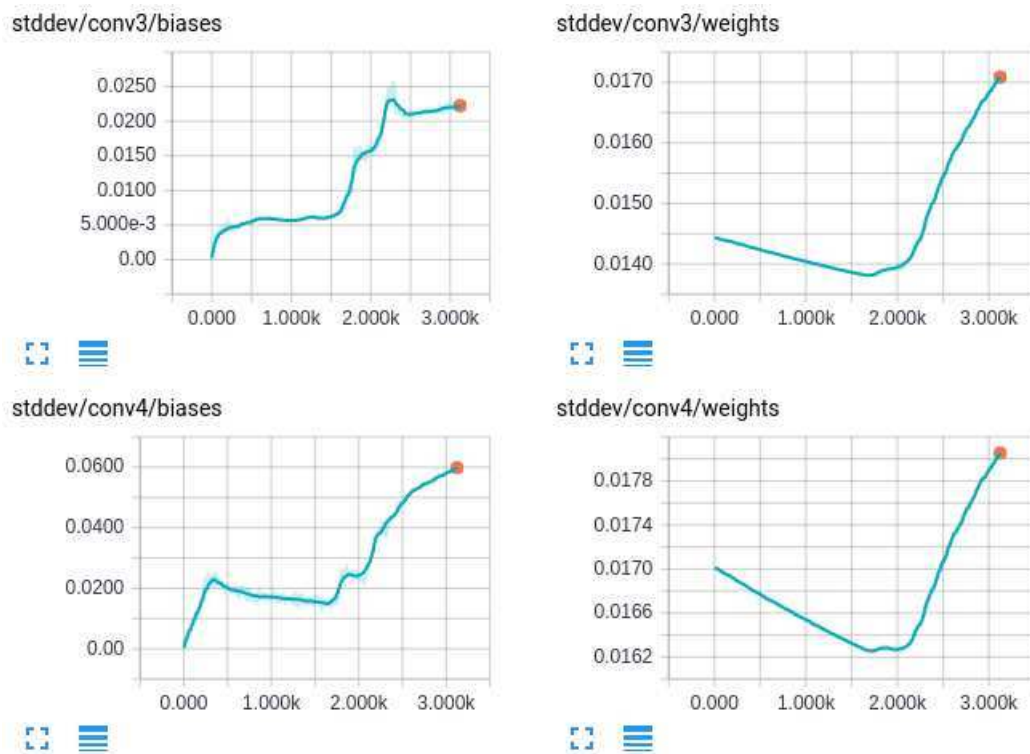 stddev/conv3/biases
0.0250
0.0200
0.0150
0.0100
5.000e-3
0.00
0.000 1.000k 2.000k 3.000k
stddev/conv3/weights
0.0170
0.0160
0.0150
0.0140
0.000 1.000k 2.000k 3.000k
stddev/conv4/biases
0.0600
0.0400
0.0200
0.00
0.000 1.000k 2.000k 3.000k
stddev/conv4/weights
0.0178
0.0174
0.0170
0.0166
0.0162
0.000 1.000k 2.000k 3.000k